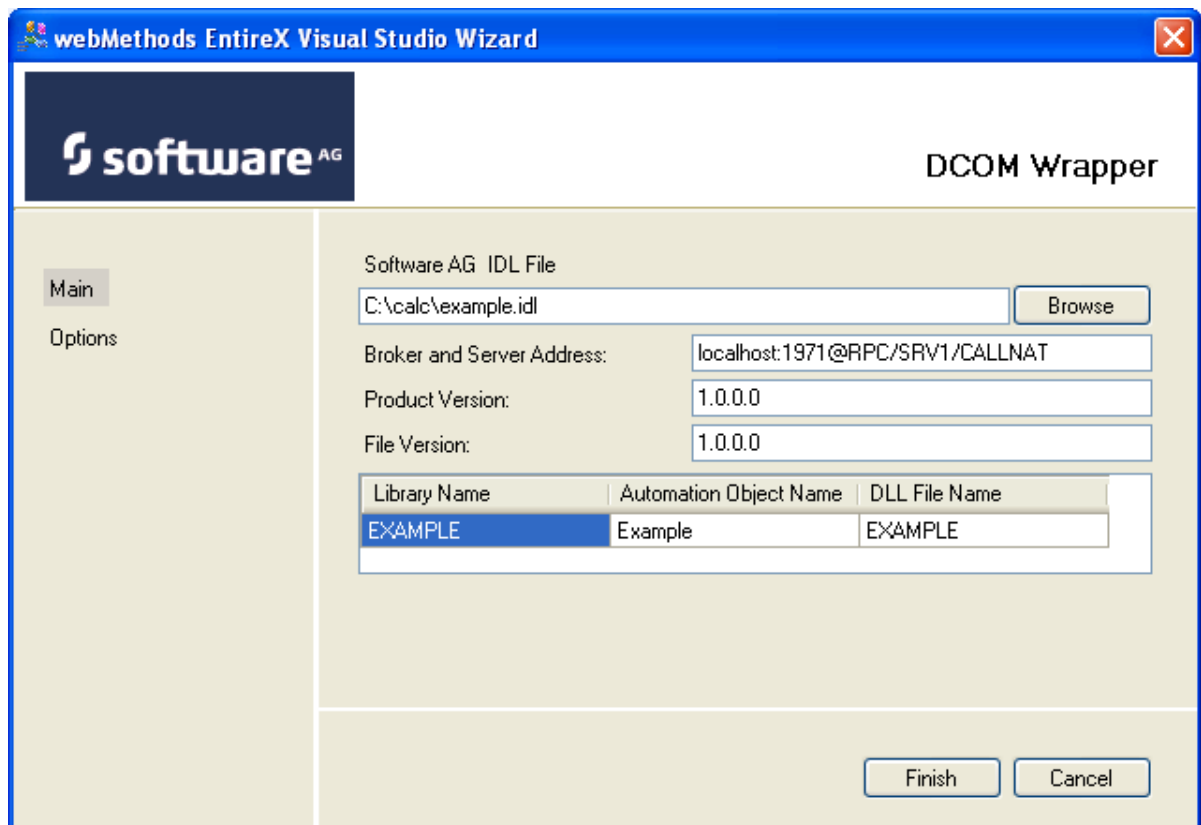 webMethods EntireX Visual Studio Wizard
software AG
DCOM Wrapper
Main
Options
Software AG IDL File
C:\calc\example.idl Browse
Broker and Server Address: localhost:1971@RPC/SRV1/CALLNAT
Product Version: 1.0.0.0
File Version: 1.0.0.0
Library Name Automation Object Name DLL File Name
EXAMPLE Example EXAMPLE
Finish Cancel